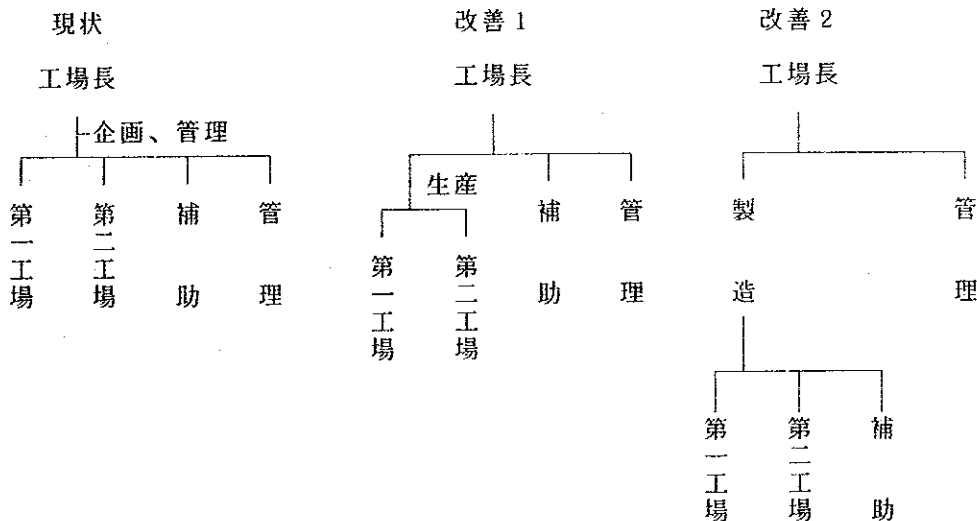 現状
工場長
企画、管理
第一工場
第二工場
補助
管理
改善1
工場長
生産
第一工場
第二工場
補助
管理
改善2
工場長
製造
管理
第一工場
第二工場
補助